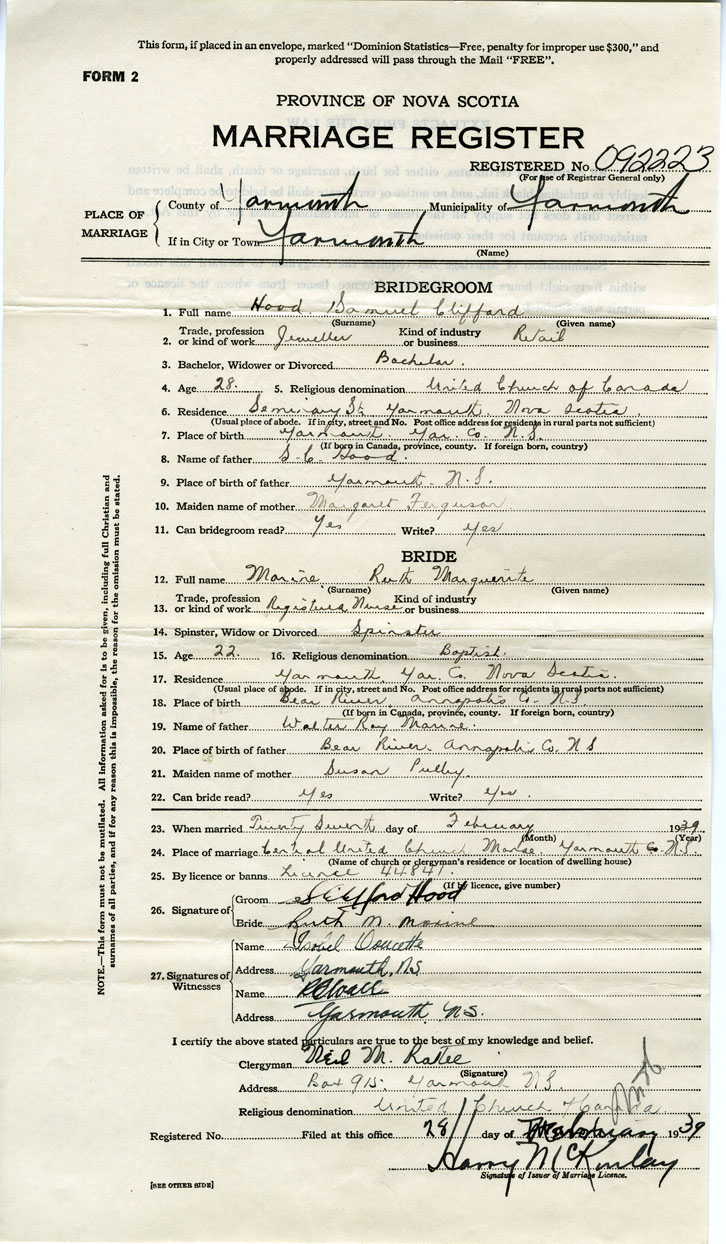 This form, if placed in an envelope, marked "Dominion Statistics—Free, penalty for improper use $300," and
properly addressed will pass through the Mail "FREE".
FORM 2
PROVINCE OF NOVA SCOTIA
MARRIAGE REGISTER
REGISTERED No. 092223
(For use of Registrar General only)
PLACE OF MARRIAGE
County of Yarmouth Municipality of Yarmouth
If in City or Town Yarmouth
(Name)
BRIDEGROOM
1. Full name Hood Samuel Clifford
(Surname) (Given name)
2. Trade, profession or kind of work Jeweller Kind of industry or business Retail
3. Bachelor, Widower or Divorced Bachelor.
4. Age 28. 5. Religious denomination United Church of Canada
6. Residence Seminary St. Yarmouth. Nova Scotia.
(Usual place of abode. If in city, street and No. Post office address for residents in rural parts not sufficient)
7. Place of birth Yarmouth. Yar Co. N.S.
(If born in Canada, province, county. If foreign born, country)
8. Name of father S. C. Hood.
9. Place of birth of father Yarmouth. N.S.
10. Maiden name of mother Margaret Ferguson
11. Can bridegroom read? Yes Write? Yes
BRIDE
12. Full name Marine Ruth Marguerite
(Surname) (Given name)
13. Trade, profession or kind of work Registered Nurse Kind of industry or business
14. Spinster, Widow or Divorced Spinster
15. Age 22. 16. Religious denomination Baptist.
17. Residence Yarmouth Yar. Co. Nova Scotia.
(Usual place of abode. If in city, street and No. Post office address for residents in rural parts not sufficient)
18. Place of birth Bear River. Annapolis Co. N.S
(If born in Canada, province, county. If foreign born, country)
19. Name of father Walter Ray Marine.
20. Place of birth of father Bear River. Annapolis Co. N S
21. Maiden name of mother Susan Pulley.
22. Can bride read? Yes Write? Yes.
23. When married Twenty Seventh day of February 1939
(Month) (Year)
24. Place of marriage Central United Church Manse. Yarmouth Co. N.S.
(Name of church or clergyman's residence or location of dwelling house)
25. By licence or banns License 44841.
(If by licence, give number)
26. Signature of
Groom S Clifford Hood
Bride Ruth M. Marine
27. Signatures of Witnesses
Name Isobel Doucette
Address Yarmouth, N.S
Name
Address Yarmouth N.S.
I certify the above stated particulars are true to the best of my knowledge and belief.
Clergyman Neil M.
(Signature)
Address Box 915. Yarmouth N.S.
Religious denomination United Church Canada
Registered No. Filed at this office 28 day of February 1939
Harry McKinlay
Signature of Issuer of Marriage Licence.
[SEE OTHER SIDE]
NOTE.—This form must not be mutilated. All information asked for is to be given, including full Christian and
surnames of all parties, and if for any reason this is impossible, the reason for the omission must be stated.